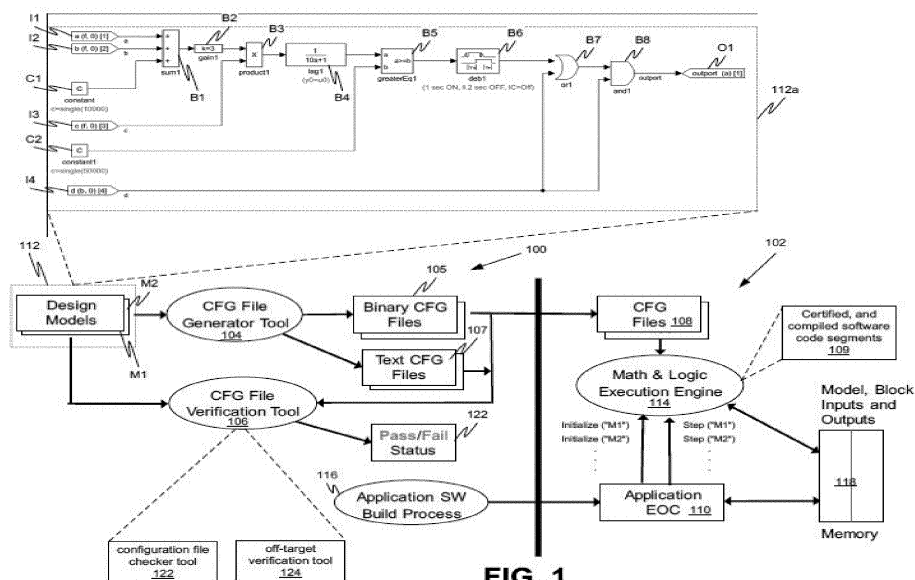 I1
I2
C1
I3
C2
I4
a (f, 0) [1]
a
b (f, 0) [2]
b
C
constant
c=single(10000)
c (f, 0) [3]
c
C
constant1
c=single(50000)
d (b, 0) [4]
d
+
+
+
sum1
B1
B2
k=3
gain1
B3
x
product1
1
10s+1
lag1
(y0=u0)
B4
B5
a
b
a>=b
greaterEq1
B6
deb1
(1 sec ON, 0.2 sec OFF, IC=Off)
B7
or1
B8
and1
outport
O1
outport (a) [1]
112a
112
Design
Models
M2
M1
100
CFG File
Generator Tool
104
105
Binary CFG
Files
107
Text CFG
Files
CFG File
Verification Tool
106
122
Pass/Fail
Status
116
Application SW
Build Process
configuration file
checker tool
122
off-target
verification tool
124
102
CFG
Files 108
Certified, and
compiled software
code segments
109
Math & Logic
Execution Engine
114
Initialize ("M1")
Initialize ("M2")
Step ("M1")
Step ("M2")
Application
EOC 110
Model, Block
Inputs and
Outputs
118
Memory
FIG. 1